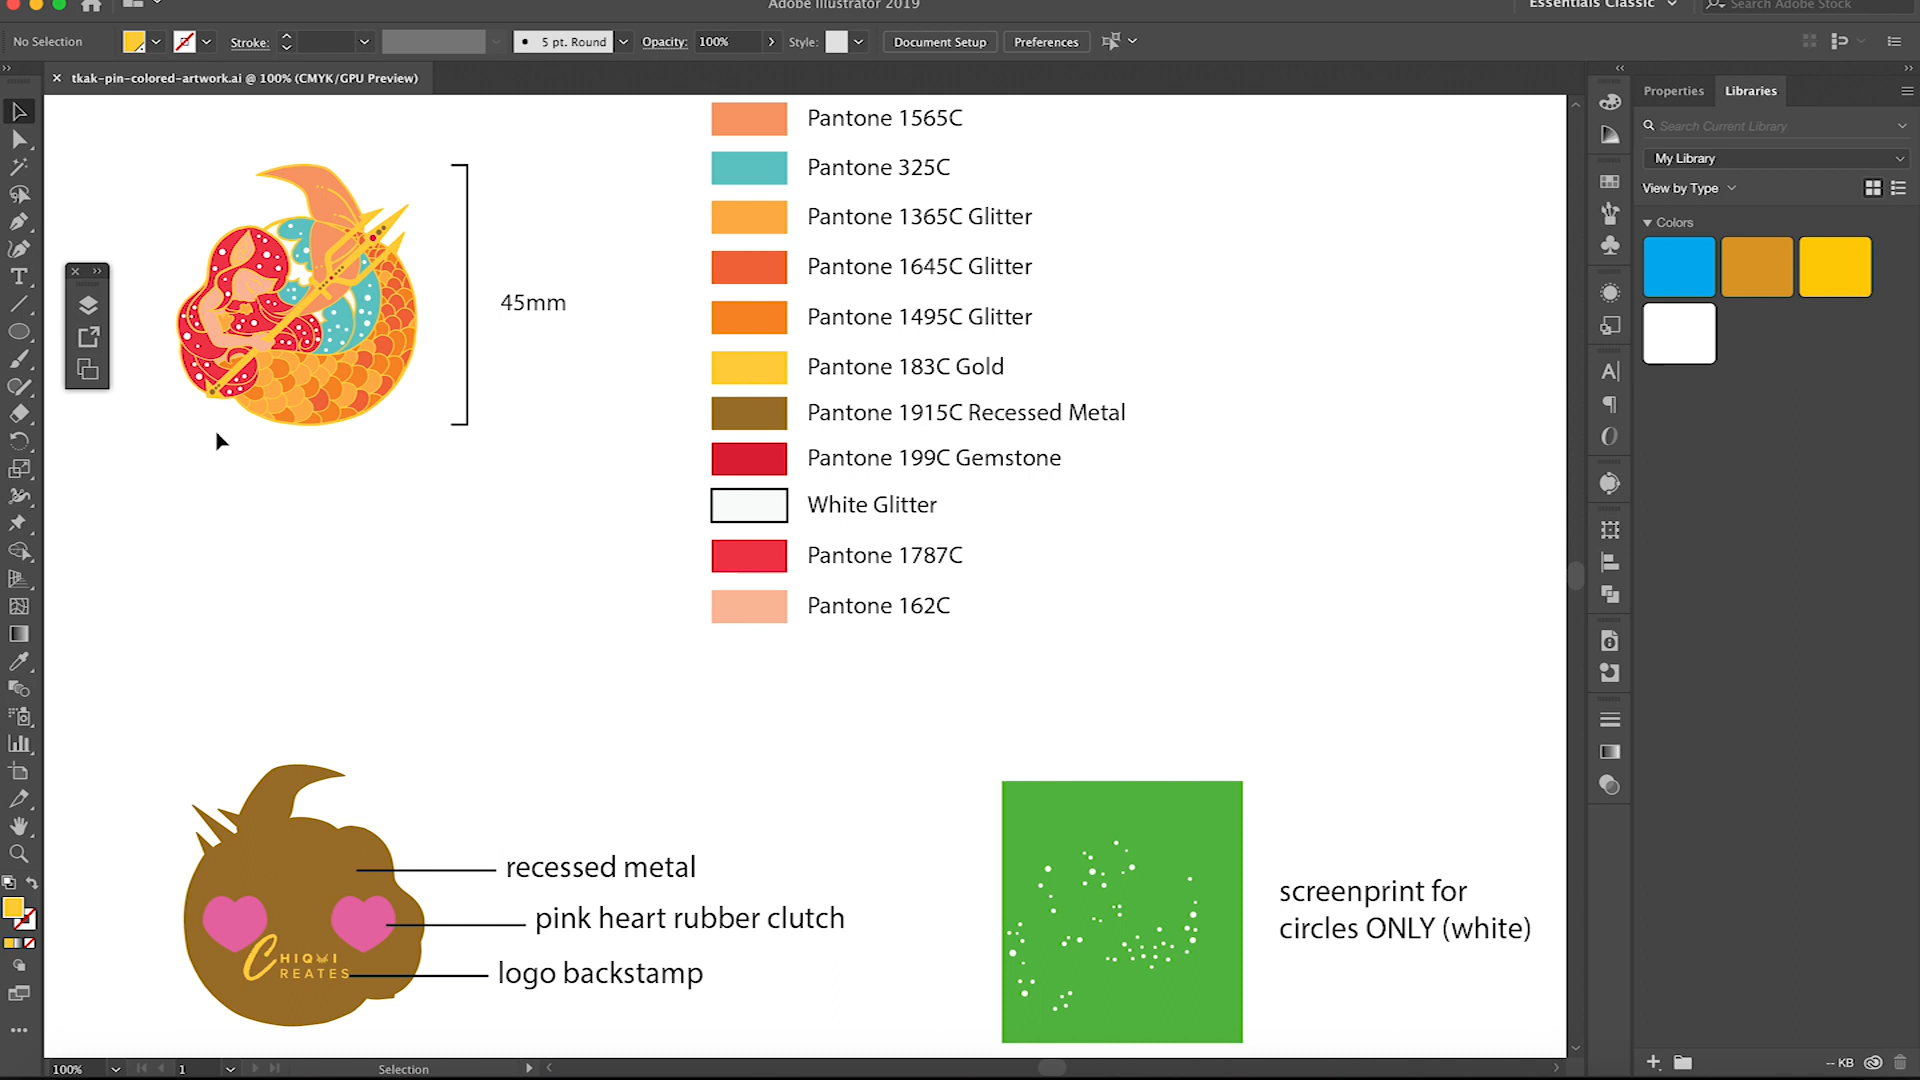 Adobe Illustrator 2019
Essentials Classic
Search Adobe Stock
No Selection
Stroke:
5 pt. Round
Opacity:
100%
Style:
Document Setup
Preferences
tkak-pin-colored-artwork.ai @ 100% (CMYK/GPU Preview)
Properties
Libraries
Search Current Library
My Library
View by Type
Colors
Pantone 1565C
Pantone 325C
Pantone 1365C Glitter
Pantone 1645C Glitter
Pantone 1495C Glitter
Pantone 183C Gold
Pantone 1915C Recessed Metal
Pantone 199C Gemstone
White Glitter
Pantone 1787C
Pantone 162C
45mm
recessed metal
pink heart rubber clutch
logo backstamp
CHIQUI
CREATES
screenprint for
circles ONLY (white)
100%
1
Selection
-- KB